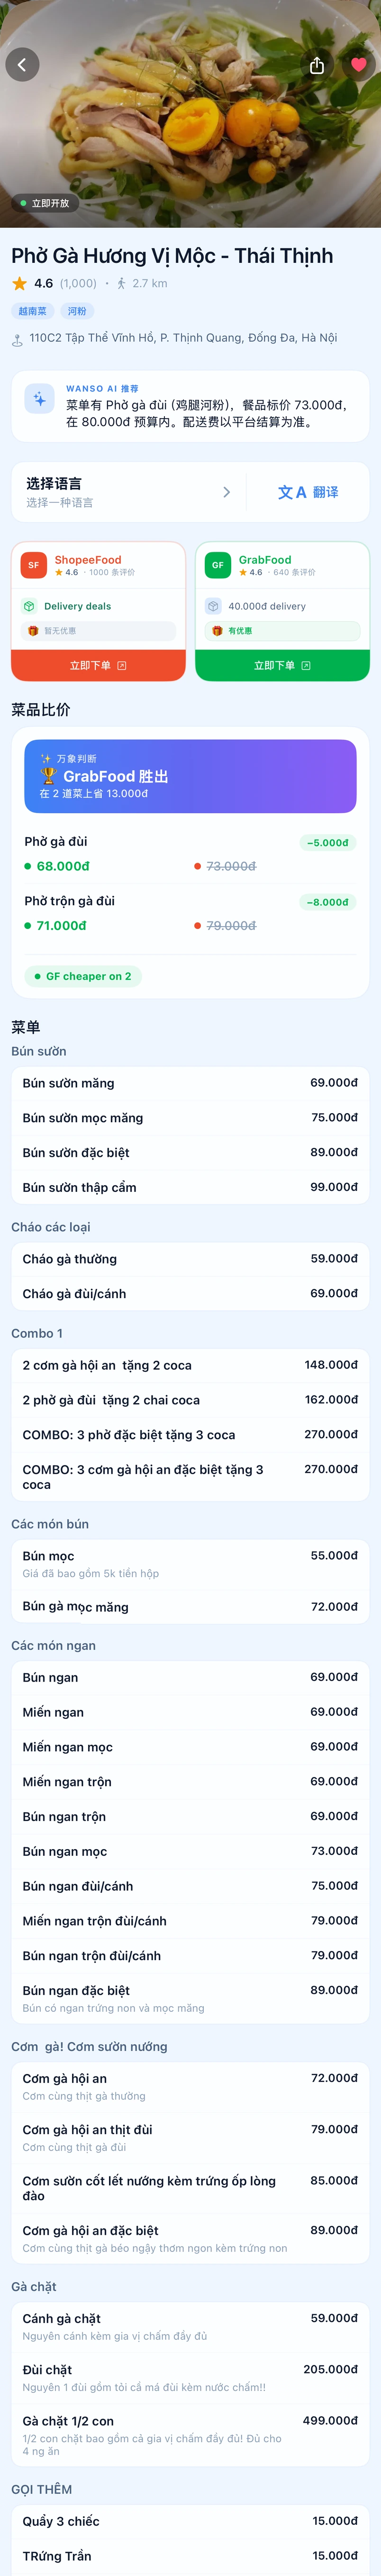 立即开放
Phở Gà Hương Vị Mộc - Thái Thịnh
4.6 (1,000) · 2.7 km
越南菜 河粉
110C2 Tập Thể Vĩnh Hồ, P. Thịnh Quang, Đống Đa, Hà Nội
WANSO AI 推荐
菜单有 Phở gà đùi (鸡腿河粉)，餐品标价 73.000đ，
在 80.000đ 预算内。配送费以平台结算为准。
选择语言
选择一种语言
文A 翻译
SF ShopeeFood
4.6 · 1000 条评价
Delivery deals
暂无优惠
立即下单
GF GrabFood
4.6 · 640 条评价
40.000đ delivery
有优惠
立即下单
菜品比价
万象判断
GrabFood 胜出
在 2 道菜上省 13.000đ
Phở gà đùi −5.000đ
68.000đ 73.000đ
Phở trộn gà đùi −8.000đ
71.000đ 79.000đ
GF cheaper on 2
菜单
Bún sườn
Bún sườn măng 69.000đ
Bún sườn mọc măng 75.000đ
Bún sườn đặc biệt 89.000đ
Bún sườn thập cẩm 99.000đ
Cháo các loại
Cháo gà thường 59.000đ
Cháo gà đùi/cánh 69.000đ
Combo 1
2 cơm gà hội an  tặng 2 coca 148.000đ
2 phở gà đùi  tặng 2 chai coca 162.000đ
COMBO: 3 phở đặc biệt tặng 3 coca 270.000đ
COMBO: 3 cơm gà hội an đặc biệt tặng 3 270.000đ
coca
Các món bún
Bún mọc 55.000đ
Giá đã bao gồm 5k tiền hộp
Bún gà mọc măng 72.000đ
Các món ngan
Bún ngan 69.000đ
Miến ngan 69.000đ
Miến ngan mọc 69.000đ
Miến ngan trộn 69.000đ
Bún ngan trộn 69.000đ
Bún ngan mọc 73.000đ
Bún ngan đùi/cánh 75.000đ
Miến ngan trộn đùi/cánh 79.000đ
Bún ngan trộn đùi/cánh 79.000đ
Bún ngan đặc biệt 89.000đ
Bún có ngan trứng non và mọc măng
Cơm  gà! Cơm sườn nướng
Cơm gà hội an 72.000đ
Cơm cùng thịt gà thường
Cơm gà hội an thịt đùi 79.000đ
Cơm cùng thịt gà đùi
Cơm sườn cốt lết nướng kèm trứng ốp lòng 85.000đ
đào
Cơm gà hội an đặc biệt 89.000đ
Cơm cùng thịt gà béo ngậy thơm ngon kèm trứng non
Gà chặt
Cánh gà chặt 59.000đ
Nguyên cánh kèm gia vị chấm đầy đủ
Đùi chặt 205.000đ
Nguyên 1 đùi gồm tỏi cả má đùi kèm nước chấm!!
Gà chặt 1/2 con 499.000đ
1/2 con chặt bao gồm cả gia vị chấm đầy đủ! Đủ cho
4 ng ăn
GỌI THÊM
Quẩy 3 chiếc 15.000đ
TRứng Trần 15.000đ